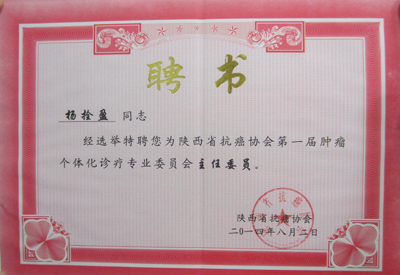 聘书
杨拴盈 同志
经选举特聘您为陕西省抗癌协会第一届肿瘤
个体化诊疗专业委员会主任委员。
陕西省抗癌协会
二〇一四年八月二日